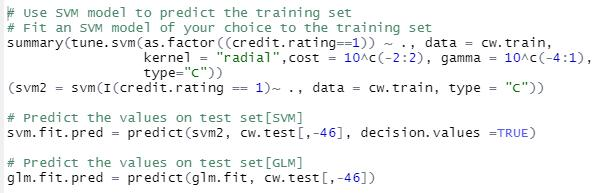 # Use SVM model to predict the training set
# Fit an SVM model of your choice to the training set
summary(tune.svm(as.factor((credit.rating==1)) ~ ., data = cw.train,
kernel = "radial",cost = 10^c(-2:2), gamma = 10^c(-4:1),
type="C"))
(svm2 = svm(I(credit.rating == 1)~ ., data = cw.train, type = "C"))
# Predict the values on test set[SVM]
svm.fit.pred = predict(svm2, cw.test[,-46], decision.values =TRUE)
# Predict the values on test set[GLM]
glm.fit.pred = predict(glm.fit, cw.test[,-46])